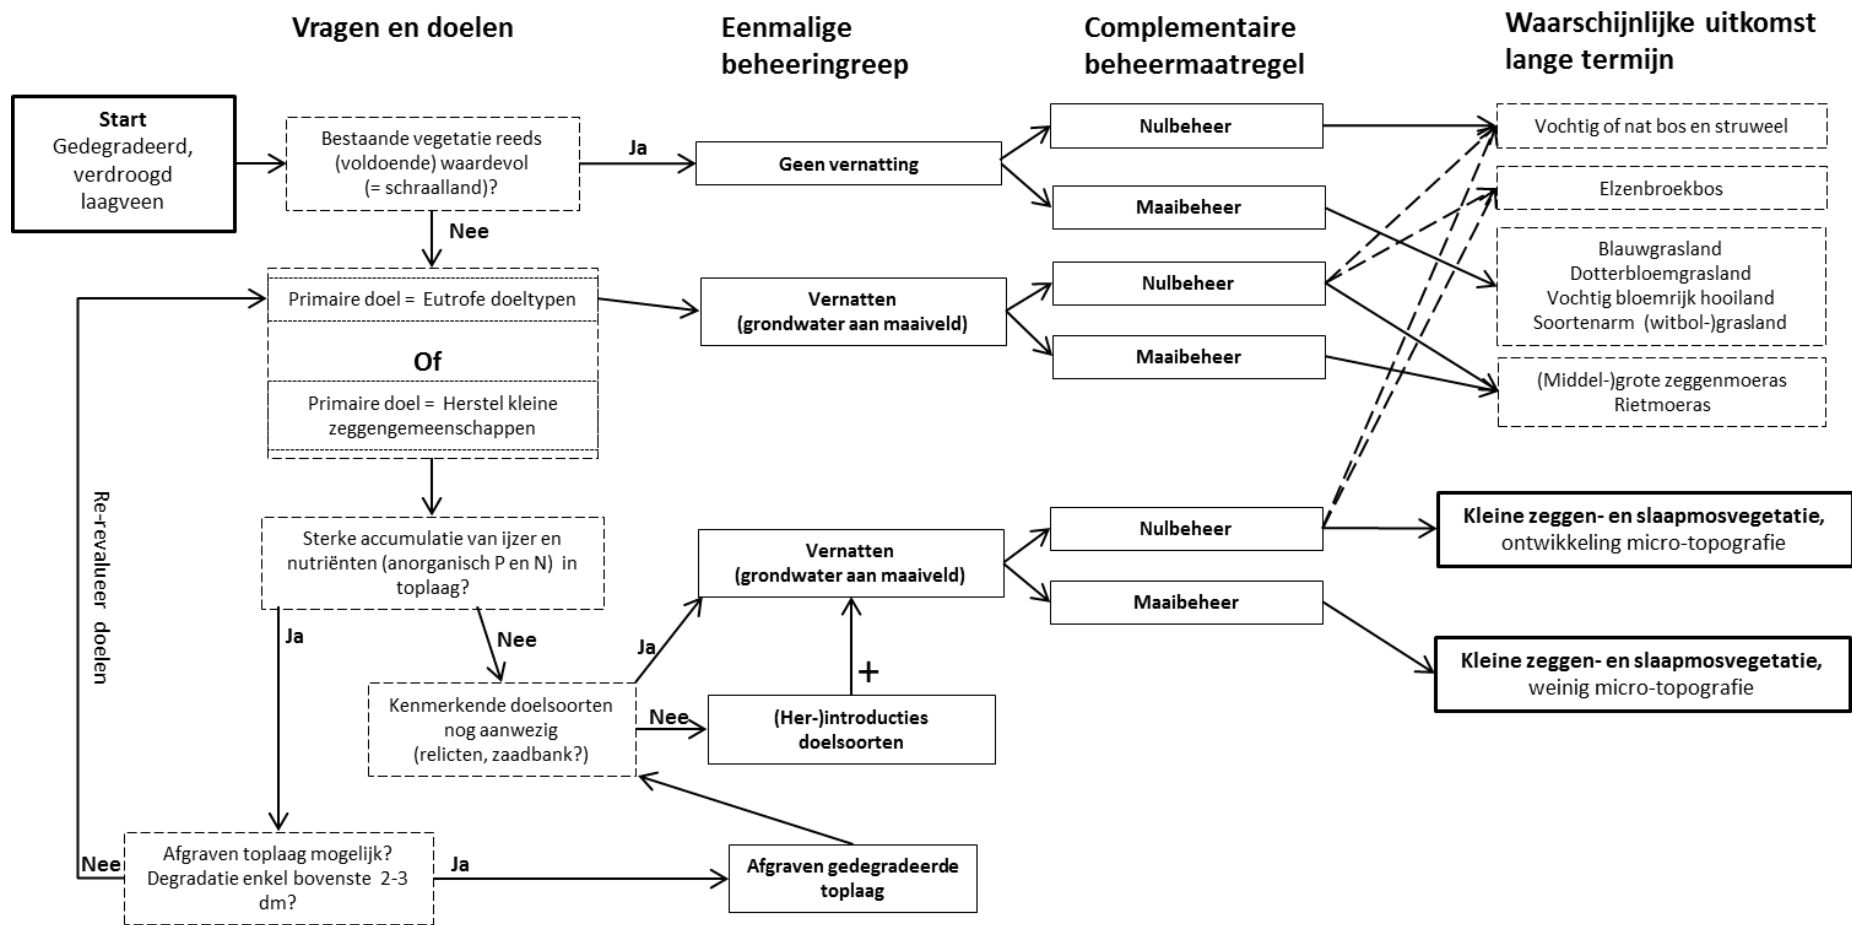 Vragen en doelen
Eenmalige
beheeringreep
Complementaire
beheermaatregel
Waarschijnlijke uitkomst
lange termijn
Start
Gedegradeerd,
verdroogd
laagveen
Bestaande vegetatie reeds
(voldoende) waardevol
(= schraalland)?
Ja
Geen vernatting
Nulbeheer
Maaibeheer
Vochtig of nat bos en struweel
Elzenbroekbos
Blauwgrasland
Dotterbloemgrasland
Vochtig bloemrijk hooiland
Soortenarm (witbol-)grasland
Nee
Primaire doel = Eutrofe doeltypen
Of
Primaire doel = Herstel kleine
zeggengemeenschappen
Vernatten
(grondwater aan maaiveld)
Nulbeheer
Maaibeheer
(Middel-)grote zeggenmoeras
Rietmoeras
Re-revalueer doelen
Sterke accumulatie van ijzer en
nutriënten (anorganisch P en N) in
toplaag?
Ja
Nee
Kenmerkende doelsoorten
nog aanwezig
(relicten, zaadbank?)
Ja
Nee
Vernatten
(grondwater aan maaiveld)
+
(Her-)introducties
doelsoorten
Nulbeheer
Maaibeheer
Kleine zeggen- en slaapmosvegetatie,
ontwikkeling micro-topografie
Kleine zeggen- en slaapmosvegetatie,
weinig micro-topografie
Nee
Afgraven toplaag mogelijk?
Degradatie enkel bovenste 2-3
dm?
Ja
Afgraven gedegradeerde
toplaag